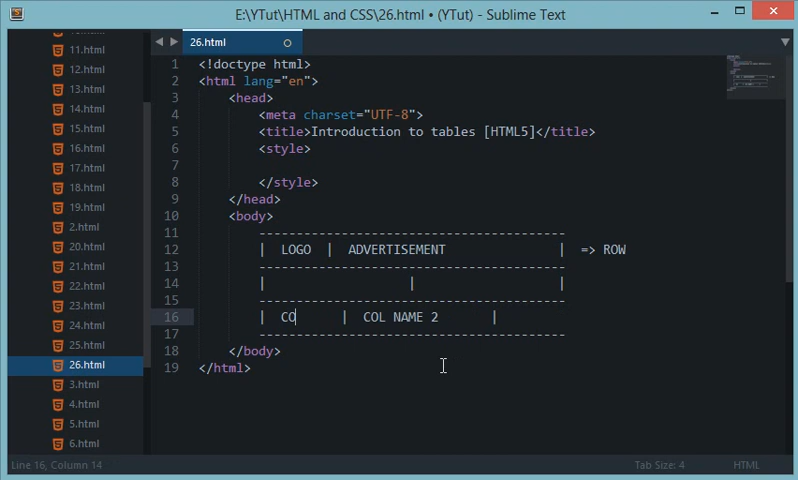 E:\YTut\HTML and CSS\26.html • (YTut) - Sublime Text
11.html
12.html
13.html
14.html
15.html
16.html
17.html
18.html
19.html
2.html
20.html
21.html
22.html
23.html
24.html
25.html
26.html
3.html
4.html
5.html
6.html
26.html
1 <!doctype html>
2 <html lang="en">
3 <head>
4 <meta charset="UTF-8">
5 <title>Introduction to tables [HTML5]</title>
6 <style>
7
8 </style>
9 </head>
10 <body>
11 -----------------------------------------
12 | LOGO | ADVERTISEMENT | => ROW
13 -----------------------------------------
14 | | |
15 -----------------------------------------
16 | CO | COL NAME 2 |
17 -----------------------------------------
18 </body>
19 </html>
Line 16, Column 14
Tab Size: 4
HTML